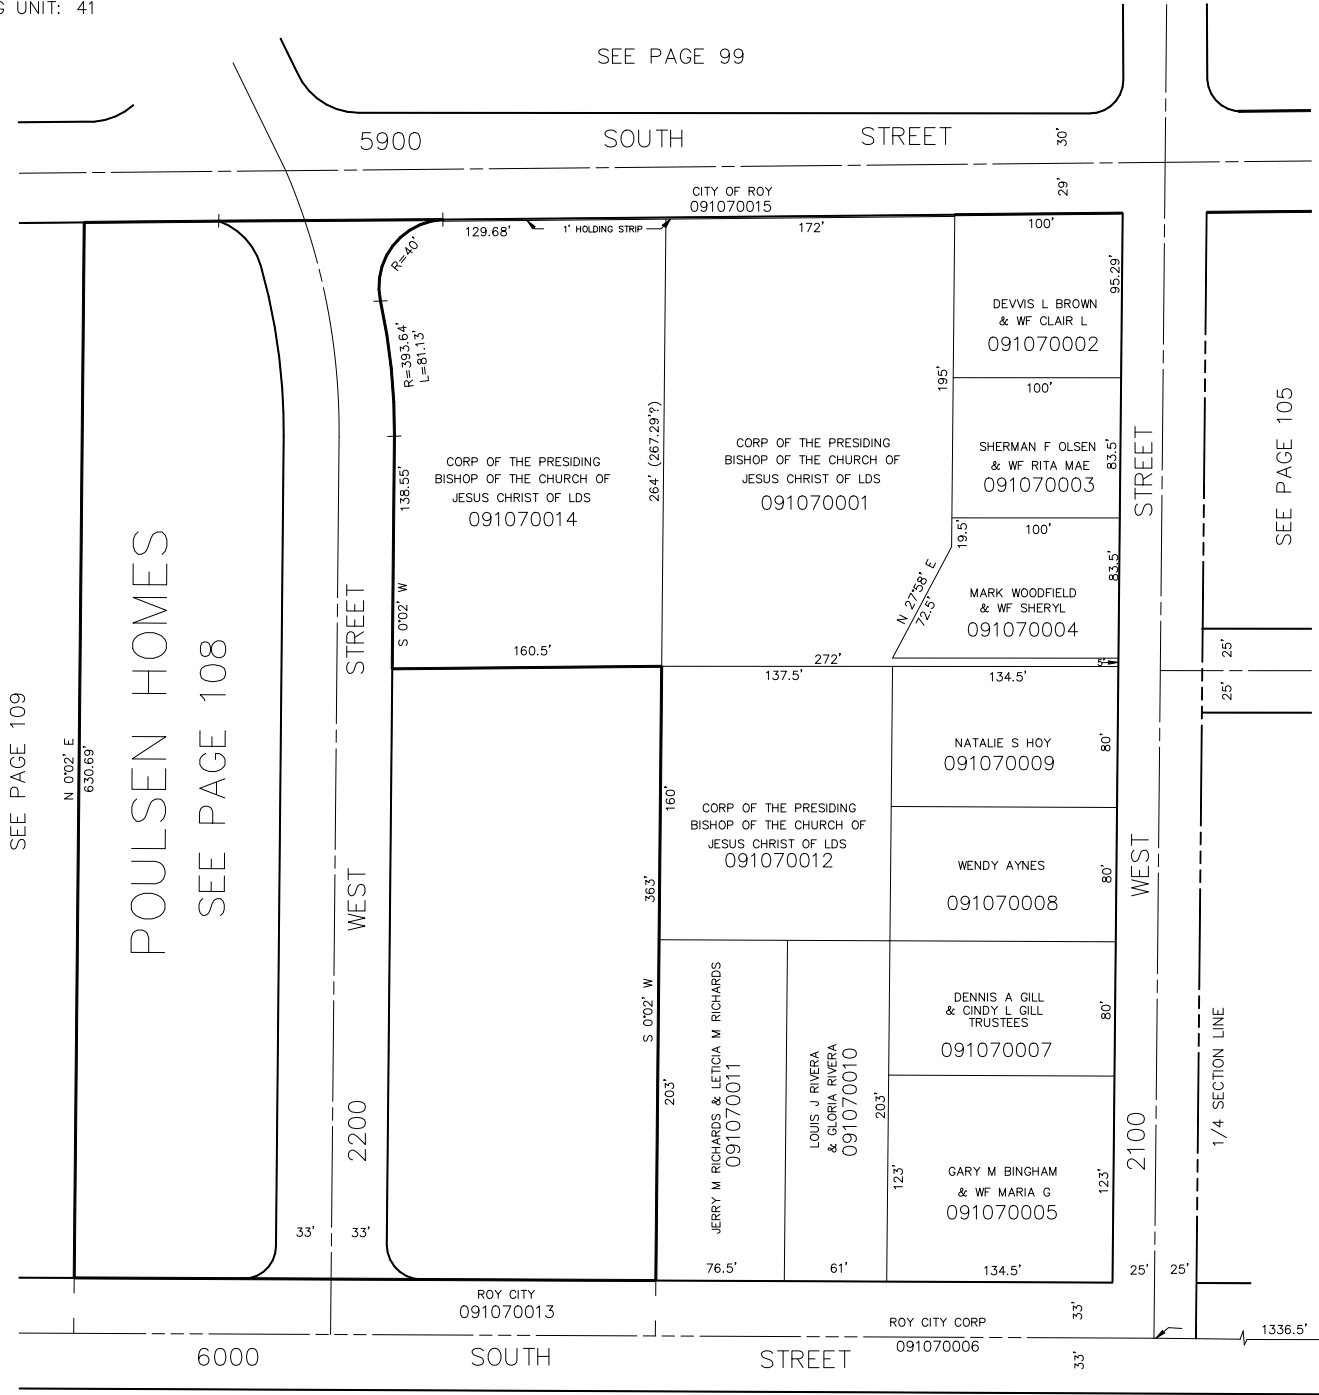 G UNIT: 41
SEE PAGE 99
5900 SOUTH STREET
30'
29'
CITY OF ROY
091070015
129.68'
1' HOLDING STRIP
172'
100'
R=40'
R=393.64'
L=81.13'
138.55'
S 0°02' W
CORP OF THE PRESIDING
BISHOP OF THE CHURCH OF
JESUS CHRIST OF LDS
091070014
160.5'
264' (267.29'?)
CORP OF THE PRESIDING
BISHOP OF THE CHURCH OF
JESUS CHRIST OF LDS
091070001
195'
95.29'
DEVVIS L BROWN
& WF CLAIR L
091070002
100'
SHERMAN F OLSEN
& WF RITA MAE
091070003
83.5'
100'
19.5'
N 27°58' E
72.5'
MARK WOODFIELD
& WF SHERYL
091070004
83.5'
5'
272'
137.5'
134.5'
SEE PAGE 105
25'
25'
SEE PAGE 109
N 0°02' E
630.69'
POULSEN HOMES
SEE PAGE 108
2200 WEST STREET
33'
33'
160'
363'
S 0°02' W
203'
CORP OF THE PRESIDING
BISHOP OF THE CHURCH OF
JESUS CHRIST OF LDS
091070012
NATALIE S HOY
091070009
80'
WENDY AYNES
091070008
80'
DENNIS A GILL
& CINDY L GILL
TRUSTEES
091070007
80'
JERRY M RICHARDS & LETICIA M RICHARDS
091070011
76.5'
LOUIS J RIVERA
& GLORIA RIVERA
091070010
61'
203'
123'
GARY M BINGHAM
& WF MARIA G
091070005
123'
134.5'
2100 WEST STREET
1/4 SECTION LINE
25'
25'
ROY CITY
091070013
ROY CITY CORP
091070006
33'
33'
1336.5'
6000 SOUTH STREET